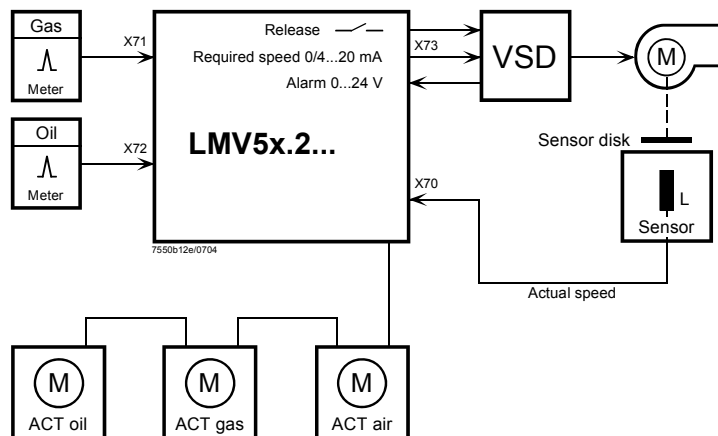 Gas
Meter
X71
Release
Required speed 0/4...20 mA
X73
Alarm 0...24 V
VSD
M
Oil
Meter
X72
LMV5x.2...
Sensor disk
X70
L
Sensor
7550b12e/0704
Actual speed
M
ACT oil
M
ACT gas
M
ACT air